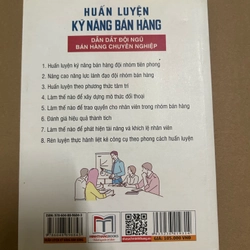 HUẤN LUYỆN
KỸ NĂNG BÁN HÀNG
DẪN DẮT ĐỘI NGŨ
BÁN HÀNG CHUYÊN NGHIỆP
1. Huấn luyện kỹ năng bán hàng đội nhóm tiên phong
2. Nâng cao năng lực lãnh đạo đội nhóm bán hàng
3. Huấn luyện theo phương thức tâm trí
4. Làm thế nào để xây dựng mô thức đối thoại
5. Làm thế nào để trao quyền cho nhân viên trong nhóm bán hàng
6. Đánh giá hiệu quả thành tích
7. Làm thế nào để phát hiện tài năng và khích lệ nhân viên
8. Rèn luyện thực hành liệt kê công cụ theo phong cách huấn luyện